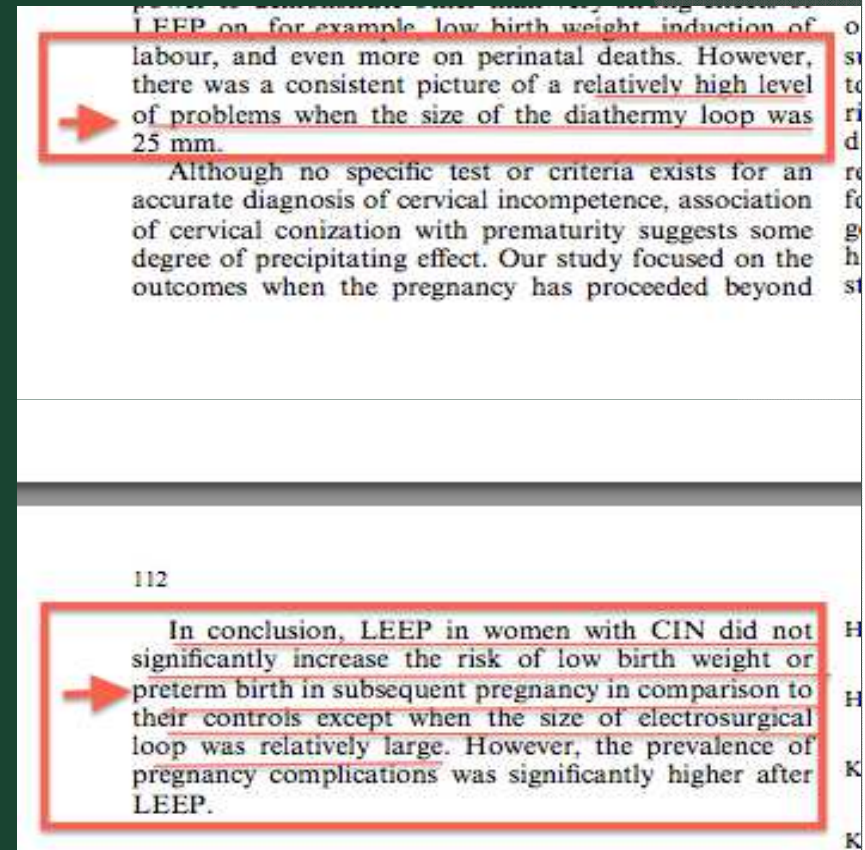 LEEP on, for example, low birth weight, induction of
labour, and even more on perinatal deaths. However,
there was a consistent picture of a relatively high level
of problems when the size of the diathermy loop was
25 mm.
Although no specific test or criteria exists for an
accurate diagnosis of cervical incompetence, association
of cervical conization with prematurity suggests some
degree of precipitating effect. Our study focused on the
outcomes when the pregnancy has proceeded beyond
112
In conclusion, LEEP in women with CIN did not
significantly increase the risk of low birth weight or
preterm birth in subsequent pregnancy in comparison to
their controls except when the size of electrosurgical
loop was relatively large. However, the prevalence of
pregnancy complications was significantly higher after
LEEP.
H
H
K
K